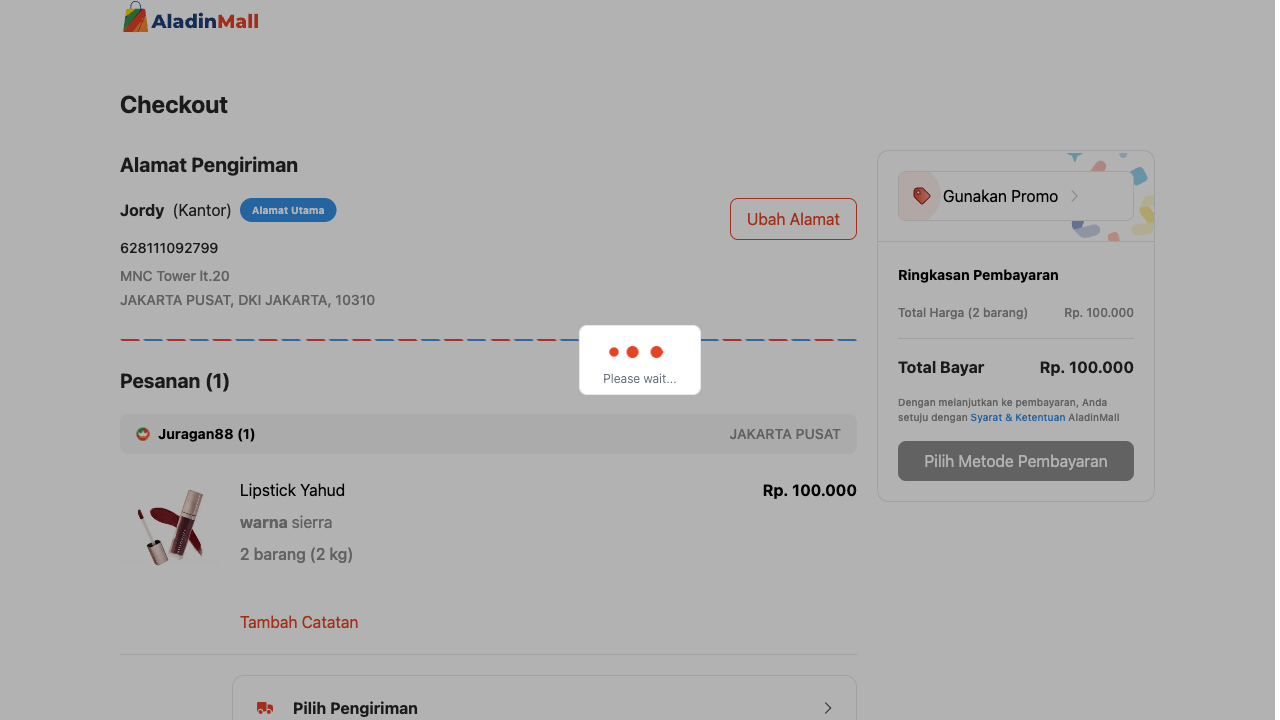 AladinMall
Checkout
Alamat Pengiriman
Jordy (Kantor) Alamat Utama
Ubah Alamat
628111092799
MNC Tower lt.20
JAKARTA PUSAT, DKI JAKARTA, 10310
Pesanan (1)
Juragan88 (1) JAKARTA PUSAT
Lipstick Yahud Rp. 100.000
warna sierra
2 barang (2 kg)
Tambah Catatan
Pilih Pengiriman
Please wait...
Gunakan Promo
Ringkasan Pembayaran
Total Harga (2 barang) Rp. 100.000
Total Bayar Rp. 100.000
Dengan melanjutkan ke pembayaran, Anda
setuju dengan Syarat & Ketentuan AladinMall
Pilih Metode Pembayaran